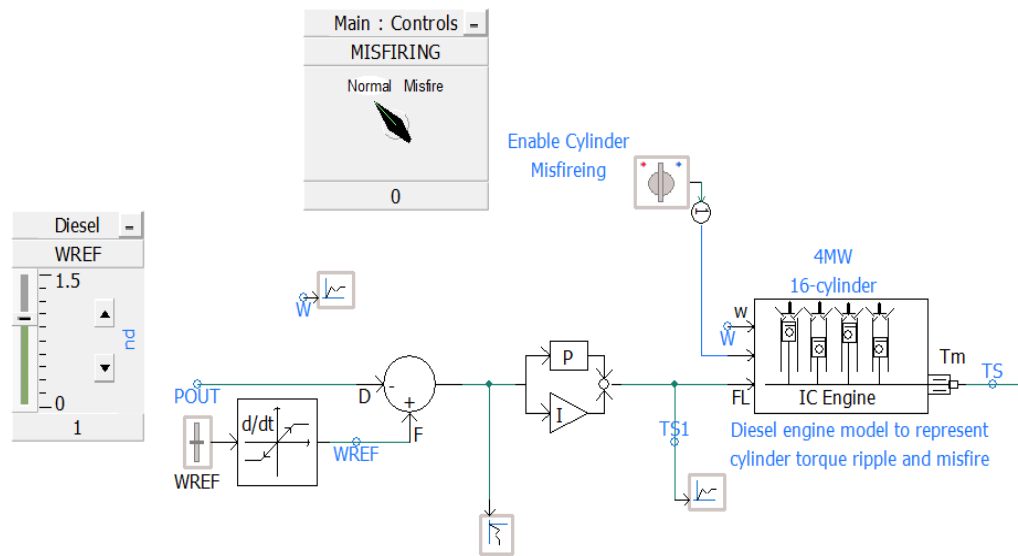 Main : Controls
MISFIRING
Normal Misfire
0
Enable Cylinder
Misfireing
Diesel
WREF
1.5
pu
0
1
W
4MW
16-cylinder
w
W
FL
IC Engine
Tm
TS
Diesel engine model to represent
cylinder torque ripple and misfire
POUT
D
-
+
F
d/dt
WREF
WREF
P
I
TS1